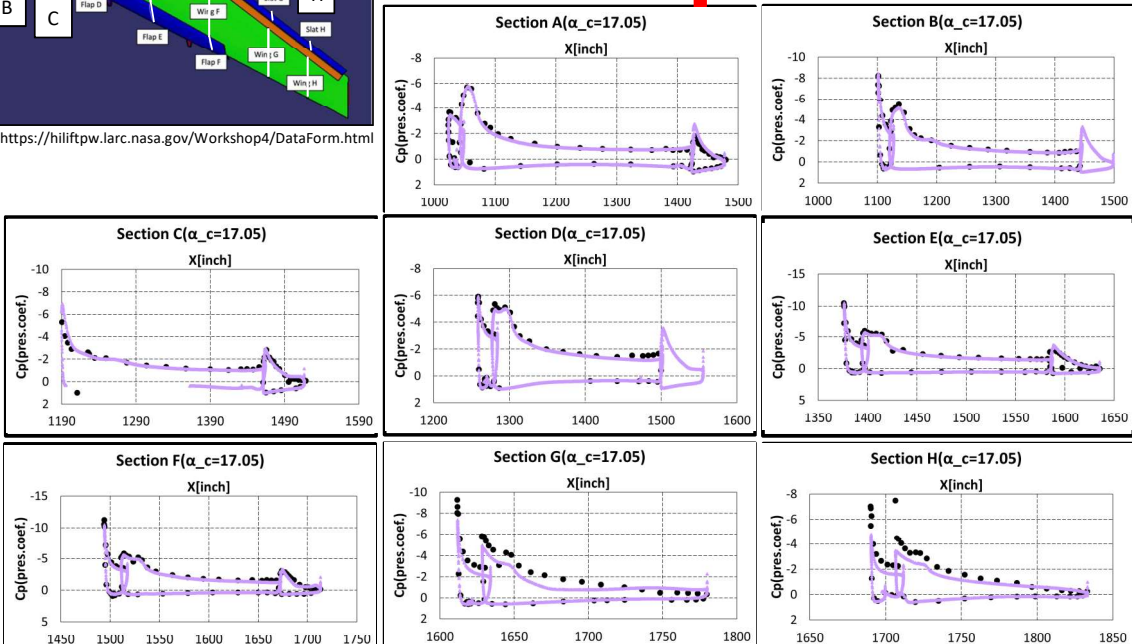 B
C
Flap D
Flap E
Flap F
Wing F
Wing G
Wing H
Slat H
https://hiliftpw.larc.nasa.gov/Workshop4/DataForm.html
Section A(α_c=17.05)
X[inch]
Cp(pres.coef.)
-8
-6
-4
-2
0
2
1000 1100 1200 1300 1400 1500
Section B(α_c=17.05)
X[inch]
Cp(pres.coef.)
-10
-8
-6
-4
-2
0
2
1000 1100 1200 1300 1400 1500
Section C(α_c=17.05)
X[inch]
Cp(pres.coef.)
-10
-8
-6
-4
-2
0
2
1190 1290 1390 1490 1590
Section D(α_c=17.05)
X[inch]
Cp(pres.coef.)
-8
-6
-4
-2
0
2
1200 1300 1400 1500 1600
Section E(α_c=17.05)
X[inch]
Cp(pres.coef.)
-15
-10
-5
0
5
1350 1400 1450 1500 1550 1600 1650
Section F(α_c=17.05)
X[inch]
Cp(pres.coef.)
-15
-10
-5
0
5
1450 1500 1550 1600 1650 1700 1750
Section G(α_c=17.05)
X[inch]
Cp(pres.coef.)
-10
-8
-6
-4
-2
0
2
1600 1650 1700 1750 1800
Section H(α_c=17.05)
X[inch]
Cp(pres.coef.)
-8
-6
-4
-2
0
2
1650 1700 1750 1800 1850